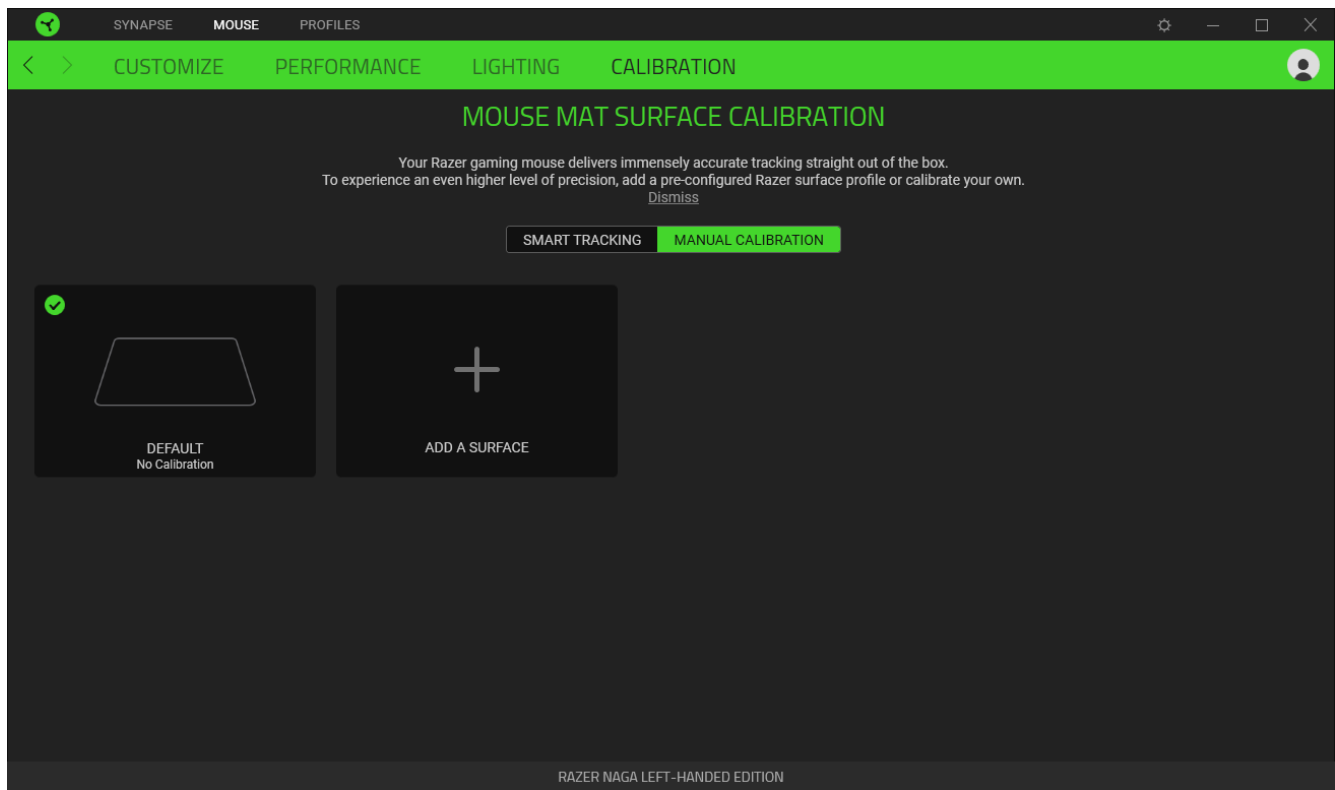 SYNAPSE MOUSE PROFILES
CUSTOMIZE PERFORMANCE LIGHTING CALIBRATION
MOUSE MAT SURFACE CALIBRATION
Your Razer gaming mouse delivers immensely accurate tracking straight out of the box.
To experience an even higher level of precision, add a pre-configured Razer surface profile or calibrate your own.
Dismiss
SMART TRACKING MANUAL CALIBRATION
DEFAULT
No Calibration
ADD A SURFACE
RAZER NAGA LEFT-HANDED EDITION